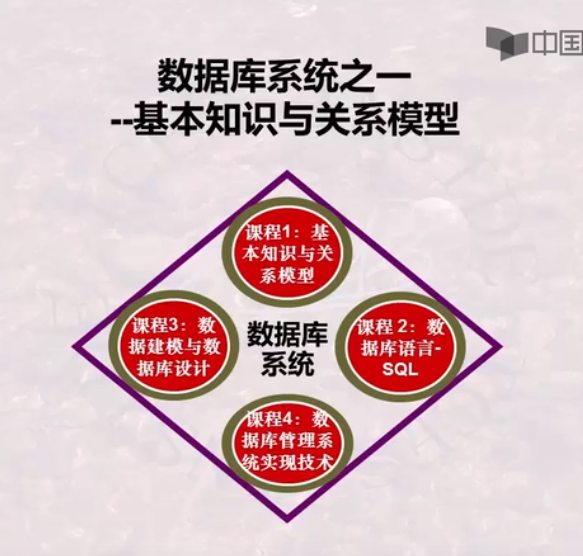 中国
数据库系统之一
--基本知识与关系模型
课程1：基
本知识与关
系模型
课程3：数
据建模与数
据库设计
数据库
系统
课程 2：数
据库语言-
SQL
课程4：数
据库管理系
统实现技术